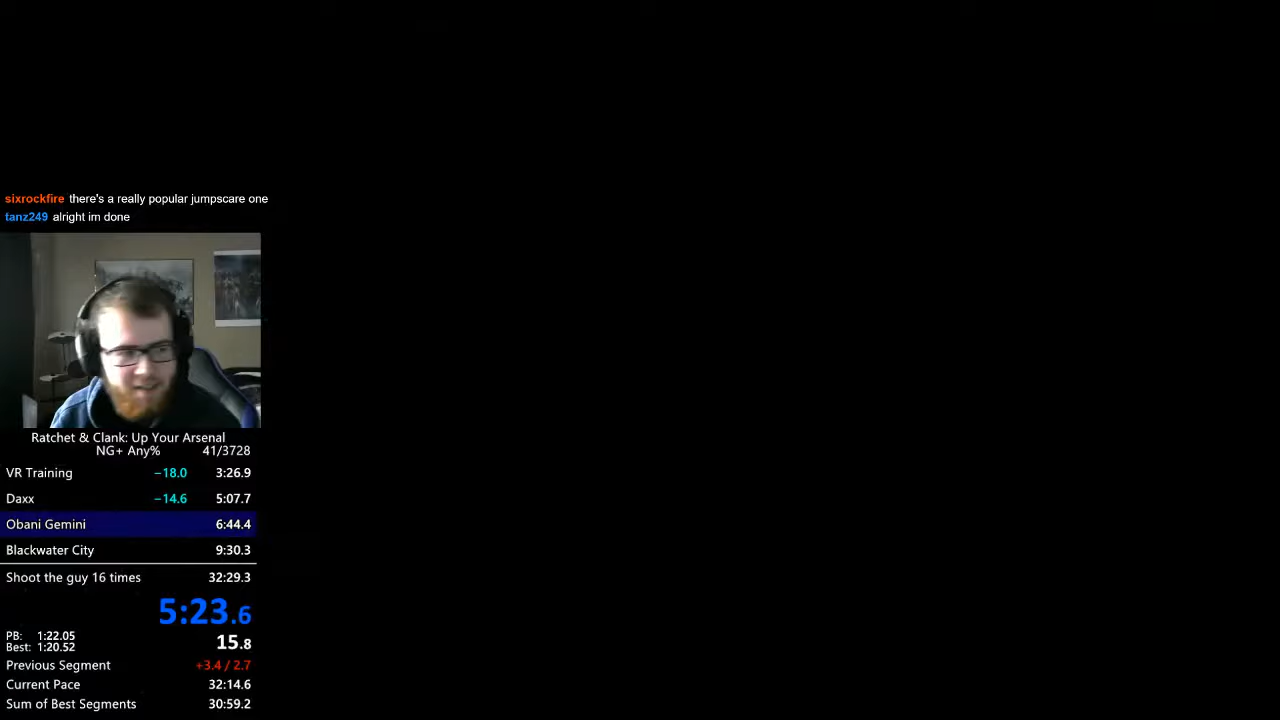 sixrockfire there's a really popular jumpscare one
tanz249 alright im done
Ratchet & Clank: Up Your Arsenal
NG+ Any% 41/3728
VR Training −18.0 3:26.9
Daxx −14.6 5:07.7
Obani Gemini 6:44.4
Blackwater City 9:30.3
Shoot the guy 16 times 32:29.3
5:23.6
PB: 1:22.05
Best: 1:20.52
15.8
Previous Segment +3.4 / 2.7
Current Pace 32:14.6
Sum of Best Segments 30:59.2